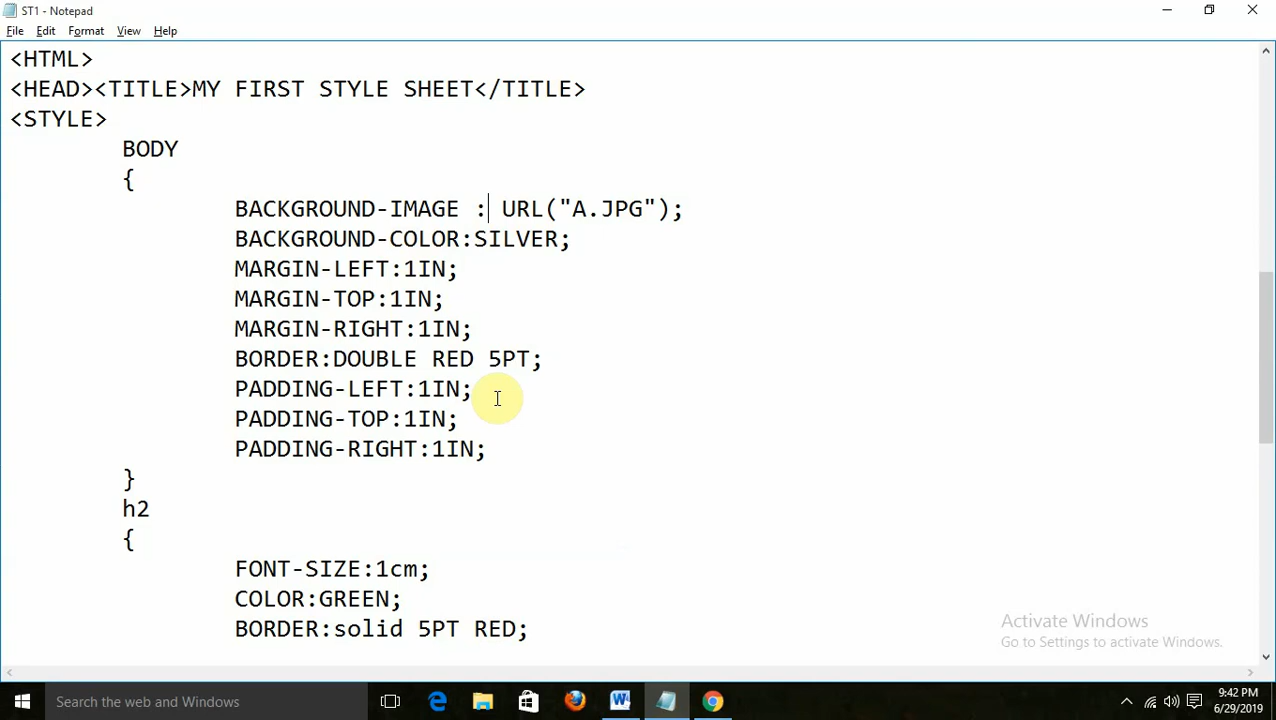 ST1 - Notepad
File Edit Format View Help
<HTML>
<HEAD><TITLE>MY FIRST STYLE SHEET</TITLE>
<STYLE>
BODY
{
BACKGROUND-IMAGE : URL("A.JPG");
BACKGROUND-COLOR:SILVER;
MARGIN-LEFT:1IN;
MARGIN-TOP:1IN;
MARGIN-RIGHT:1IN;
BORDER:DOUBLE RED 5PT;
PADDING-LEFT:1IN;
PADDING-TOP:1IN;
PADDING-RIGHT:1IN;
}
h2
{
FONT-SIZE:1cm;
COLOR:GREEN;
BORDER:solid 5PT RED;
Activate Windows
Go to Settings to activate Windows.
Search the web and Windows
9:42 PM
6/29/2019